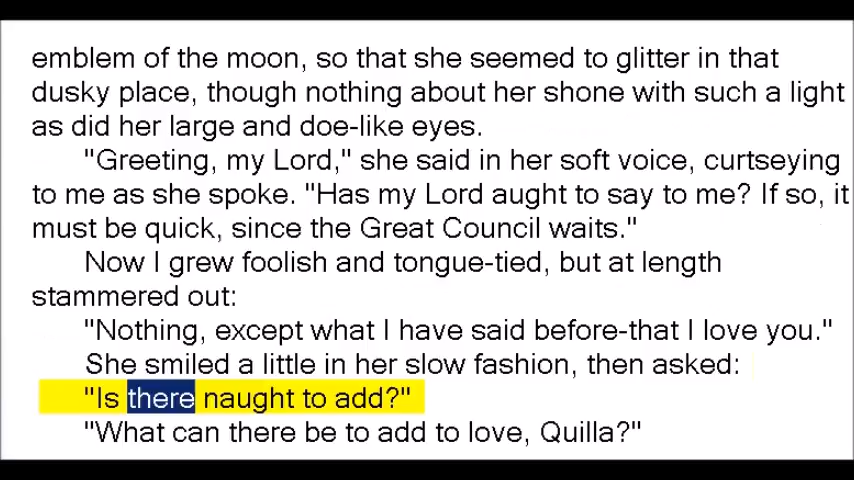 emblem of the moon, so that she seemed to glitter in that
dusky place, though nothing about her shone with such a light
as did her large and doe-like eyes.
"Greeting, my Lord," she said in her soft voice, curtseying
to me as she spoke. "Has my Lord aught to say to me? If so, it
must be quick, since the Great Council waits."
Now I grew foolish and tongue-tied, but at length
stammered out:
"Nothing, except what I have said before-that I love you."
She smiled a little in her slow fashion, then asked:
"Is there naught to add?"
"What can there be to add to love, Quilla?"